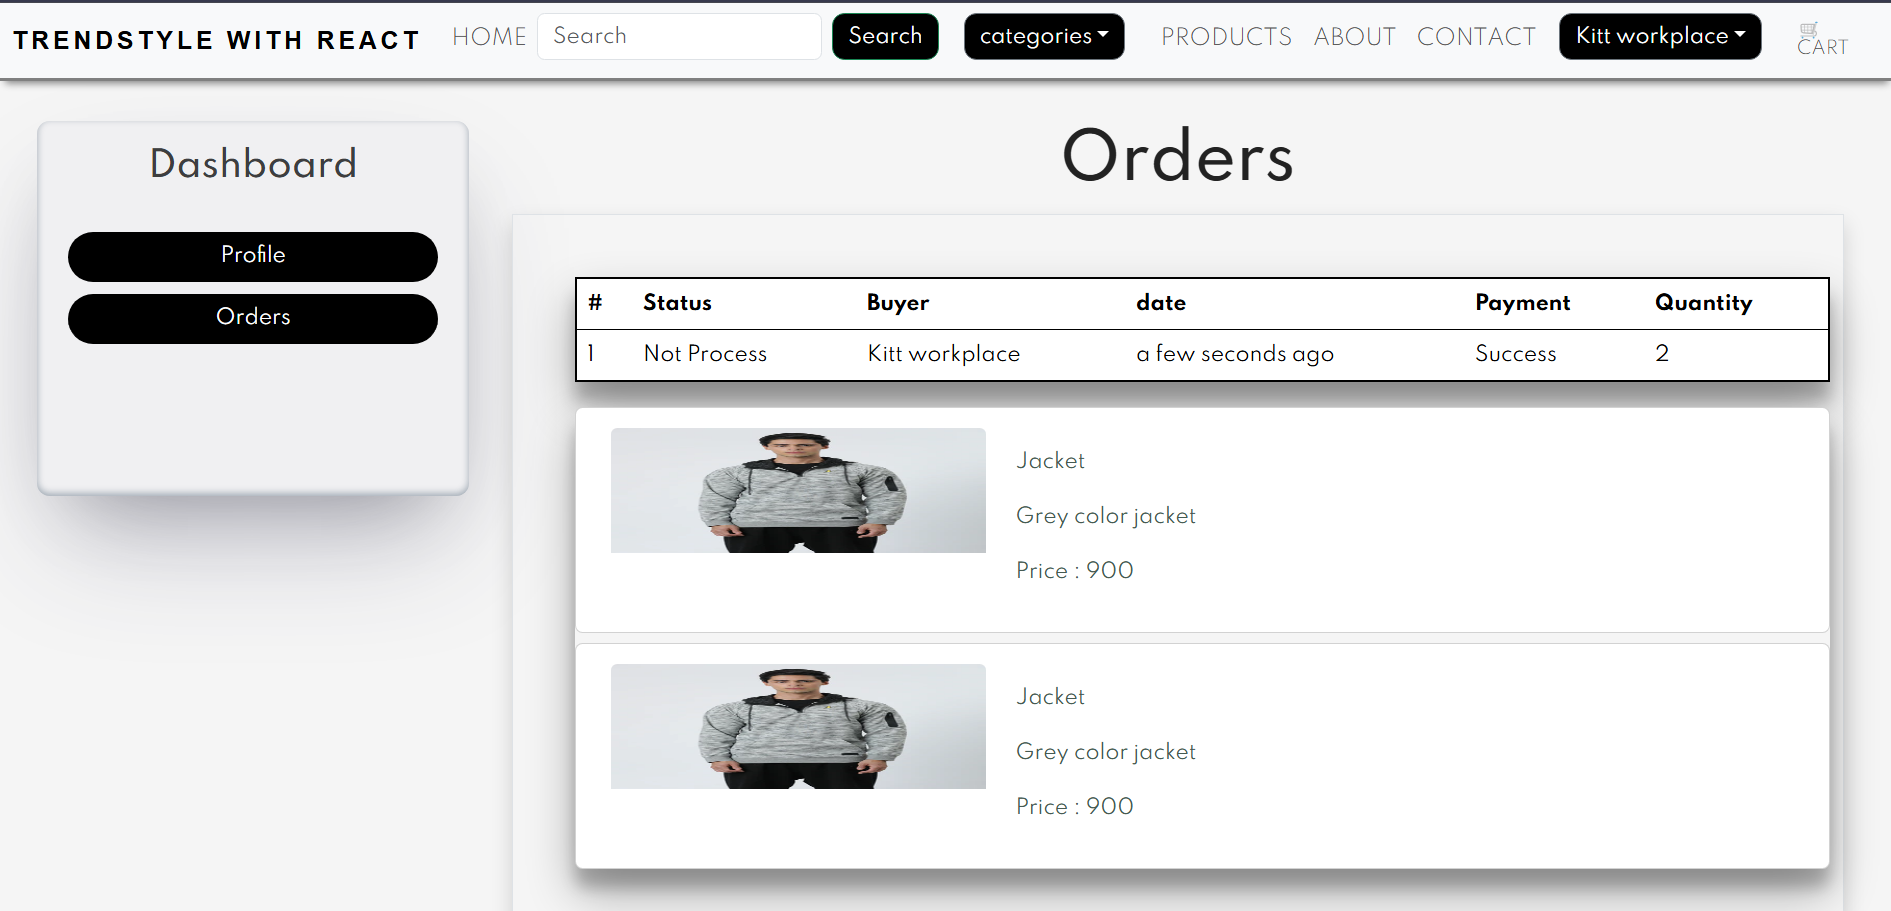 TRENDSTYLE WITH REACT HOME Search Search categories PRODUCTS ABOUT CONTACT Kitt workplace CART
Dashboard
Profile
Orders
Orders
# Status Buyer date Payment Quantity
1 Not Process Kitt workplace a few seconds ago Success 2
Jacket
Grey color jacket
Price : 900
Jacket
Grey color jacket
Price : 900